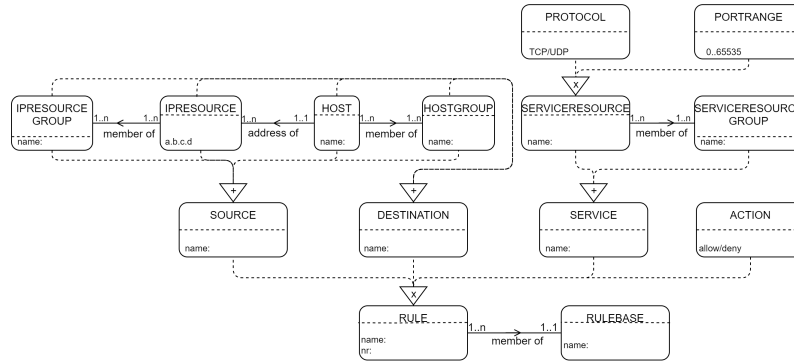 PROTOCOL
PORTRANGE
TCP/UDP
0..65535
x
IPRESOURCE
GROUP
IPRESOURCE
HOST
HOSTGROUP
SERVICERESOURCE
SERVICERESOURC
GROUP
1..n
1..n
1..n
1..1
1..n
1..n
1..n
1..n
member of
address of
member of
member of
name:
a.b.c.d
name:
name:
name:
name:
+
+
+
SOURCE
DESTINATION
SERVICE
ACTION
name:
name:
name:
allow/deny
x
RULE
RULEBASE
1..n
1..1
member of
name:
nr:
name: